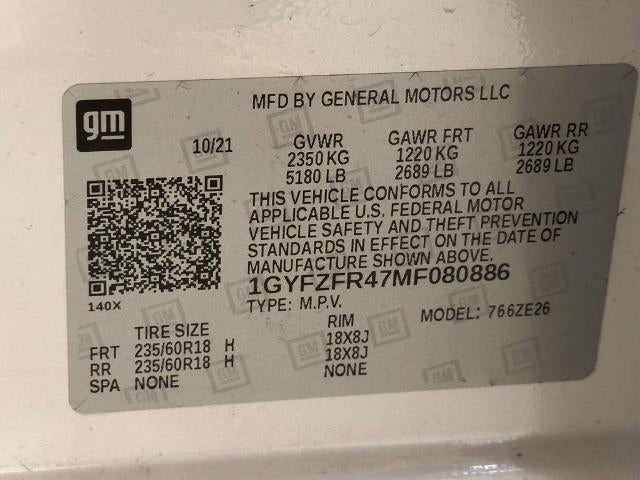 gm
MFD BY GENERAL MOTORS LLC
10/21
GVWR GAWR FRT GAWR RR
2350 KG 1220 KG 1220 KG
5180 LB 2689 LB 2689 LB
THIS VEHICLE CONFORMS TO ALL
APPLICABLE U.S. FEDERAL MOTOR
VEHICLE SAFETY AND THEFT PREVENTION
STANDARDS IN EFFECT ON THE DATE OF
MANUFACTURE SHOWN ABOVE.
1GYFZFR47MF080886
140X
TYPE: M.P.V. MODEL: 766ZE26
TIRE SIZE RIM
FRT 235/60R18 H 18X8J
RR 235/60R18 H 18X8J
SPA NONE NONE